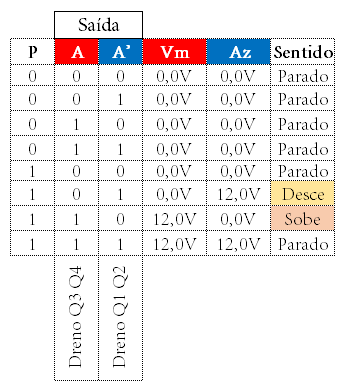 Saída
P A A' Vm Az Sentido
0 0 0 0,0V 0,0V Parado
0 0 1 0,0V 0,0V Parado
0 1 0 0,0V 0,0V Parado
0 1 1 0,0V 0,0V Parado
1 0 0 0,0V 0,0V Parado
1 0 1 0,0V 12,0V Desce
1 1 0 12,0V 0,0V Sobe
1 1 1 12,0V 12,0V Parado
Dreno Q3 Q4
Dreno Q1 Q2